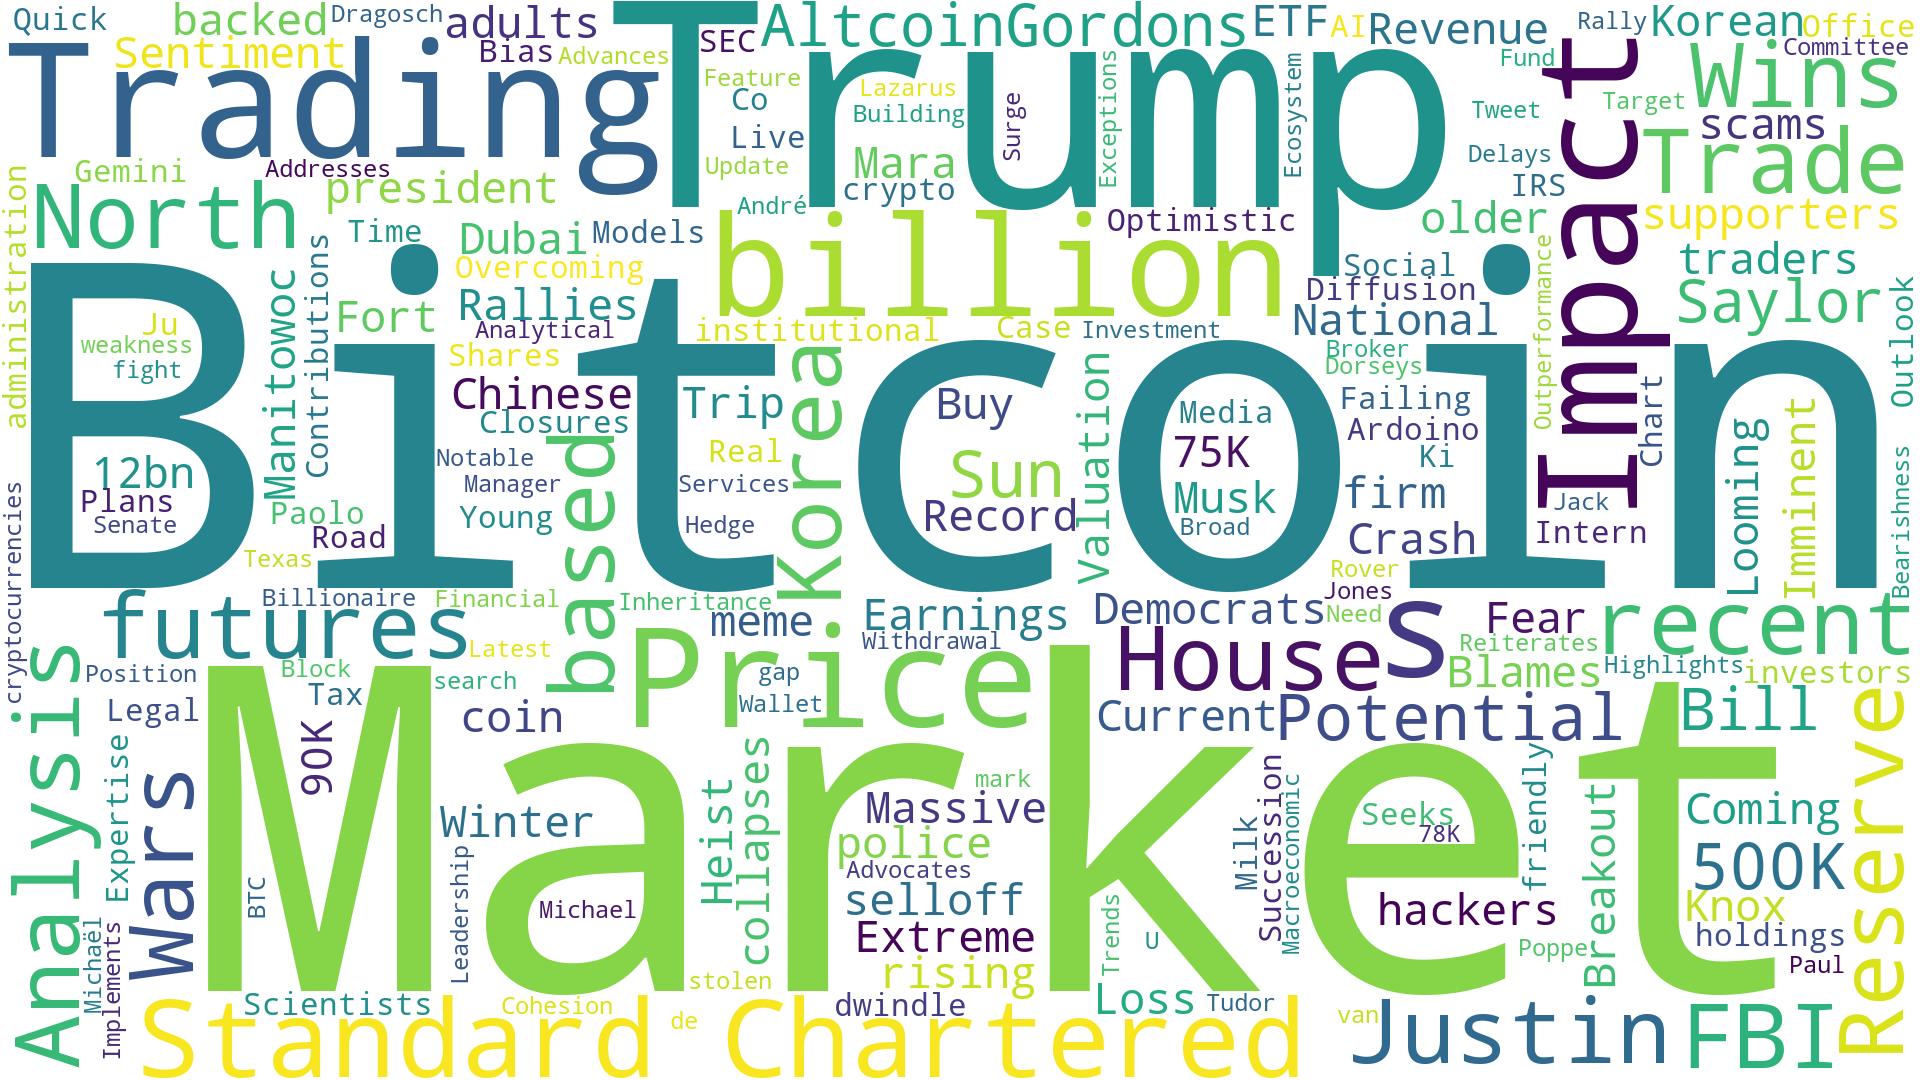 Quick
backed
Dragosch
adults
Trump
AltcoinGordons
ETF
AI
Revenue
Rally
Korean
Office
Sentiment
Bias
Advances
SEC
Committee
Trading
Feature
Lazarus
Fund
Wins
Co
Building
Surge
Exceptions
Ecosystem
Tweet
Target
Impact
scams
Live
Delays
Trade
Gemini
Addresses
Update
Mara
IRS
president
crypto
North
André
Optimistic
older
supporters
administration
Time
Dubai
Models
billion
Contributions
Overcoming
Social
traders
Manitowoc
Diffusion
Outperformance
Saylor
Outlook
Fort
Rallies
National
Ju
Analytical
institutional
Case
Investment
weakness
Shares
Broker
fight
Dorseys
Bitcoin
Chinese
Trip
Korea
Buy
Valuation
Media
Failing
Chart
Closures
75K
Ardoino
Looming
Imminent
12bn
Notable
Real
Sun
Ki
Plans
Manager
Services
Musk
firm
Jack
Senate
Paolo
Young
Hedge
Record
Broad
Road
based
Crash
Intern
Bearishness
cryptocurrencies
Texas
Rover
futures
Billionaire
Financial
Inheritance
Earnings
Democrats
Jones
Need
Fear
recent
meme
Withdrawal
s
Latest
Price
House
Reiterates
Analysis
Position
Block
search
gap
Blames
Highlights
investors
Legal
Tax
Wallet
coin
Current
Potential
Bill
Reserve
90K
Expertise
Wars
Market
mark
Winter
Heist
collapses
Massive
Milk
Succession
Macroeconomic
Seeks
friendly
Breakout
Coming
police
78K
BTC
Leadership
Advocates
500K
Michael
selloff
hackers
Knox
Michaël
Implements
Extreme
Trends
U
Poppe
holdings
rising
Paul
stolen
Scientists
Cohesion
dwindle
Loss
Tudor
Standard
de
Chartered
van
Justin
FBI